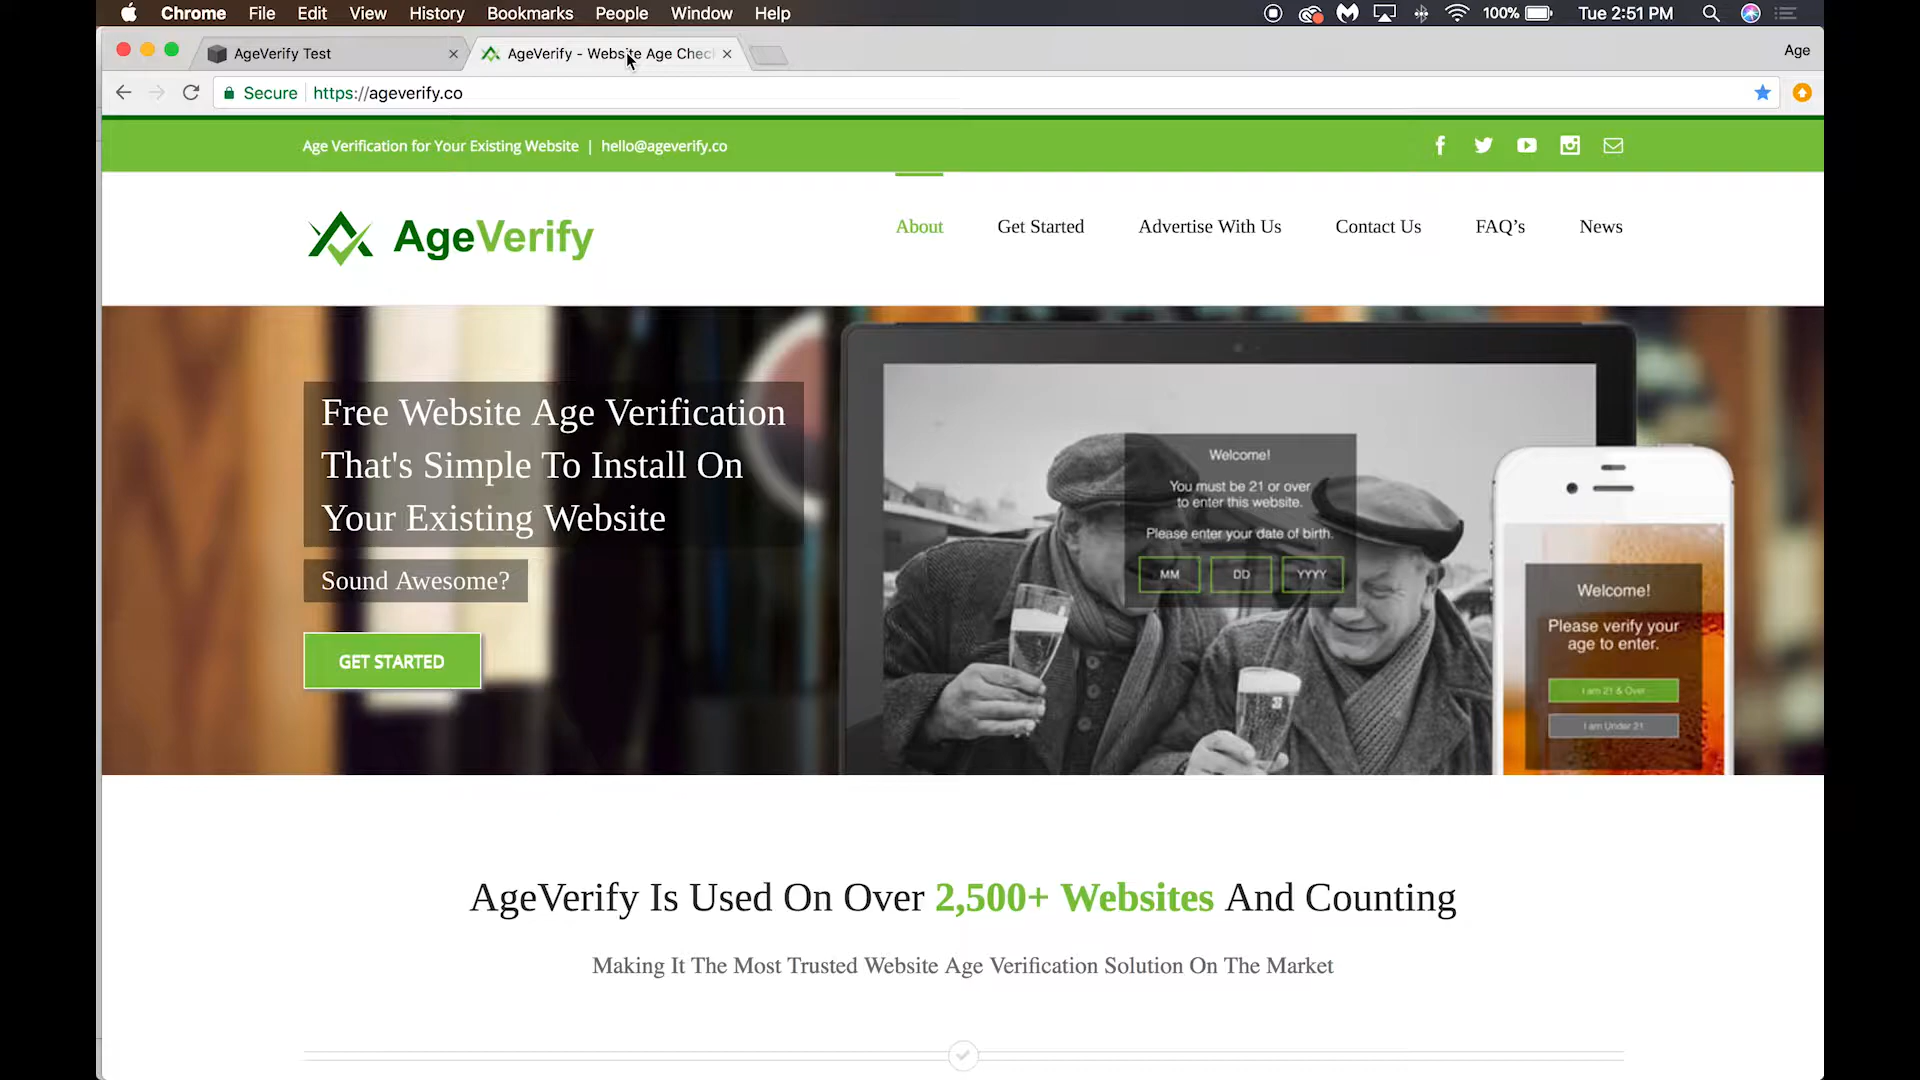 Chrome File Edit View History Bookmarks People Window Help 100% Tue 2:51 PM
AgeVerify Test AgeVerify - Website Age Chec Age
Secure https://ageverify.co
Age Verification for Your Existing Website | hello@ageverify.co
AgeVerify About Get Started Advertise With Us Contact Us FAQ’s News
Free Website Age Verification
That's Simple To Install On
Your Existing Website
Sound Awesome?
GET STARTED
Welcome!
You must be 21 or over
to enter this website.
Please enter your date of birth.
MM DD YYYY
Welcome!
Please verify your
age to enter.
I am 21 & Over
I am Under 21
AgeVerify Is Used On Over 2,500+ Websites And Counting
Making It The Most Trusted Website Age Verification Solution On The Market